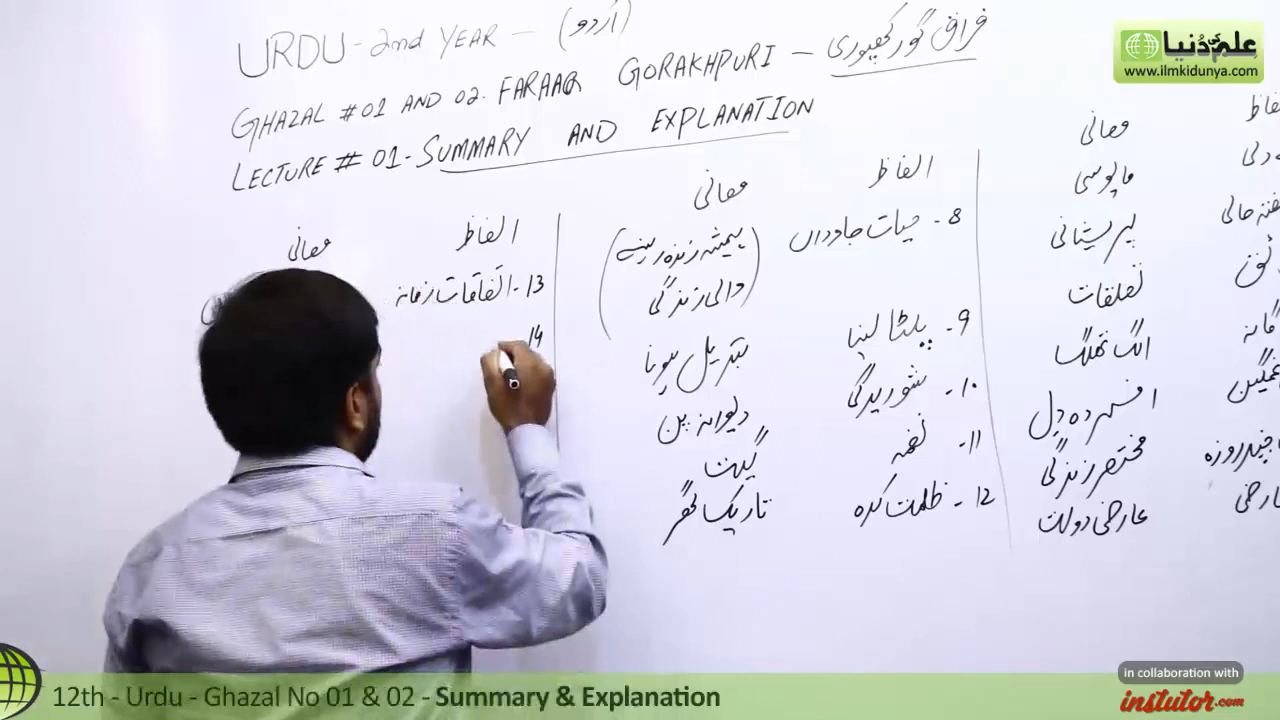 URDU - 2nd YEAR - (اُردو)
GHAZAL # 01 AND 02. FARAAQ GORAKHPURI - فراق گورکھپوری
LECTURE # 01 - SUMMARY AND EXPLANATION
علم کی دُنیا
www.ilmkidunya.com
معانی
مایوسی
پریشانی
تعلقات
الگ تھلگ
افسردہ دل
چند روزہ مختصر زندگی
عارضی دولت
الفاظ معانی
8- حیات جاوداں (ہمیشہ زندہ رہنے
والی زندگی)
9- پلٹا لینا تبدیل ہونا
10- شوریدگی دیوانہ پن
11- نغمہ گیت
12- ظلمت کدہ تاریک گھر
الفاظ معانی
13- اتفاقات زمانہ
14
12th - Urdu - Ghazal No 01 & 02 - Summary & Explanation
in collaboration with
instutor.com